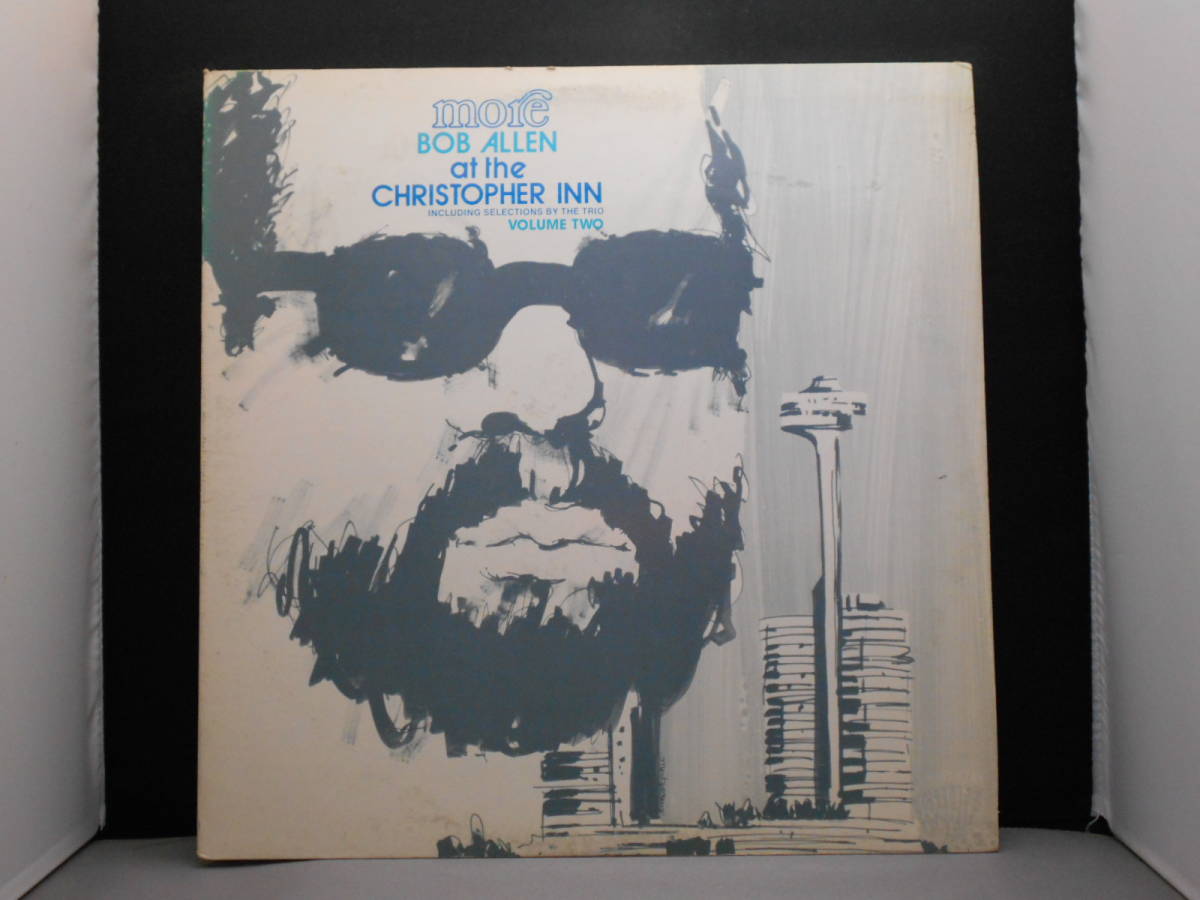 more
BOB ALLEN
at the
CHRISTOPHER INN
INCLUDING SELECTIONS BY THE TRIO
VOLUME TWO